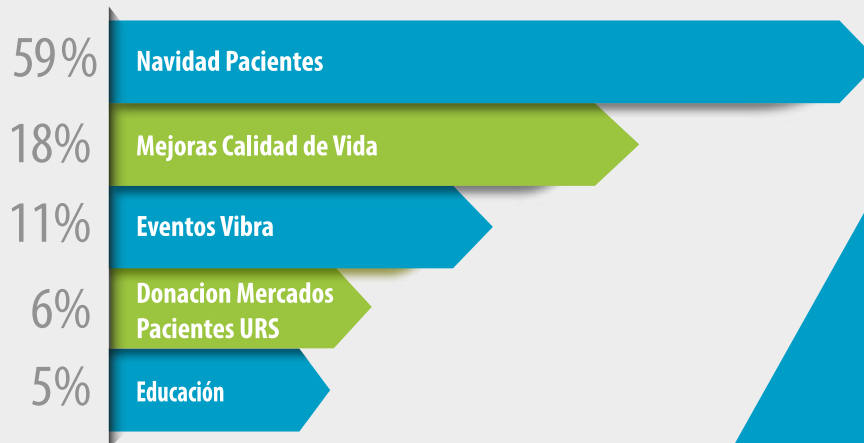 59% Navidad Pacientes
18% Mejoras Calidad de Vida
11% Eventos Vibra
6% Donacion Mercados
Pacientes URS
5% Educación